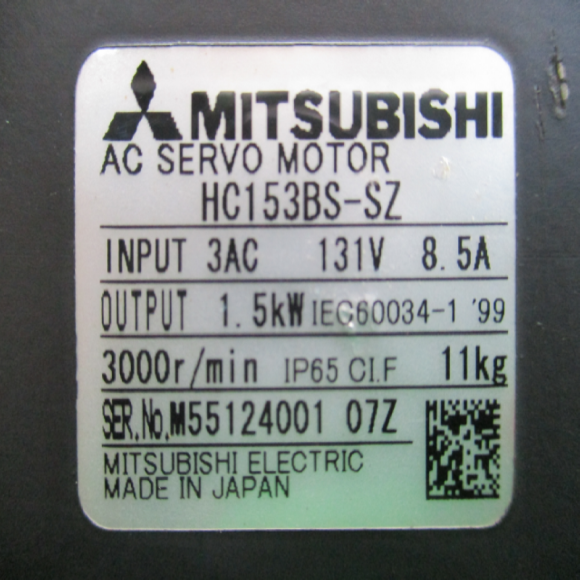 MITSUBISHI
AC SERVO MOTOR
HC153BS-SZ
INPUT 3AC 131V 8.5A
OUTPUT 1.5kW IEC60034-1 '99
3000r/min IP65 CI.F 11kg
SER.No.M55124001 07Z
MITSUBISHI ELECTRIC
MADE IN JAPAN